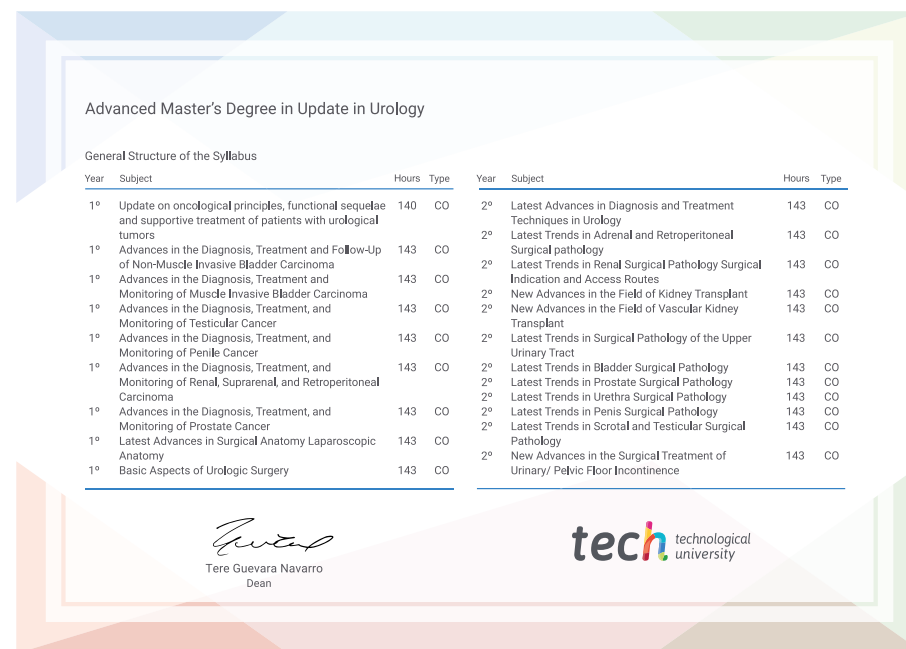 Advanced Master’s Degree in Update in Urology
General Structure of the Syllabus
Year Subject Hours Type
1º Update on oncological principles, functional sequelae 140 CO
and supportive treatment of patients with urological
tumors
1º Advances in the Diagnosis, Treatment and Follow-Up 143 CO
of Non-Muscle Invasive Bladder Carcinoma
1º Advances in the Diagnosis, Treatment and 143 CO
Monitoring of Muscle Invasive Bladder Carcinoma
1º Advances in the Diagnosis, Treatment, and 143 CO
Monitoring of Testicular Cancer
1º Advances in the Diagnosis, Treatment, and 143 CO
Monitoring of Penile Cancer
1º Advances in the Diagnosis, Treatment, and 143 CO
Monitoring of Renal, Suprarenal, and Retroperitoneal
Carcinoma
1º Advances in the Diagnosis, Treatment, and 143 CO
Monitoring of Prostate Cancer
1º Latest Advances in Surgical Anatomy Laparoscopic 143 CO
Anatomy
1º Basic Aspects of Urologic Surgery 143 CO
Year Subject Hours Type
2º Latest Advances in Diagnosis and Treatment 143 CO
Techniques in Urology
2º Latest Trends in Adrenal and Retroperitoneal 143 CO
Surgical pathology
2º Latest Trends in Renal Surgical Pathology Surgical 143 CO
Indication and Access Routes
2º New Advances in the Field of Kidney Transplant 143 CO
2º New Advances in the Field of Vascular Kidney 143 CO
Transplant
2º Latest Trends in Surgical Pathology of the Upper 143 CO
Urinary Tract
2º Latest Trends in Bladder Surgical Pathology 143 CO
2º Latest Trends in Prostate Surgical Pathology 143 CO
2º Latest Trends in Urethra Surgical Pathology 143 CO
2º Latest Trends in Penis Surgical Pathology 143 CO
2º Latest Trends in Scrotal and Testicular Surgical 143 CO
Pathology
2º New Advances in the Surgical Treatment of 143 CO
Urinary/ Pelvic Floor Incontinence
Tere Guevara Navarro
Dean
tech technological
university